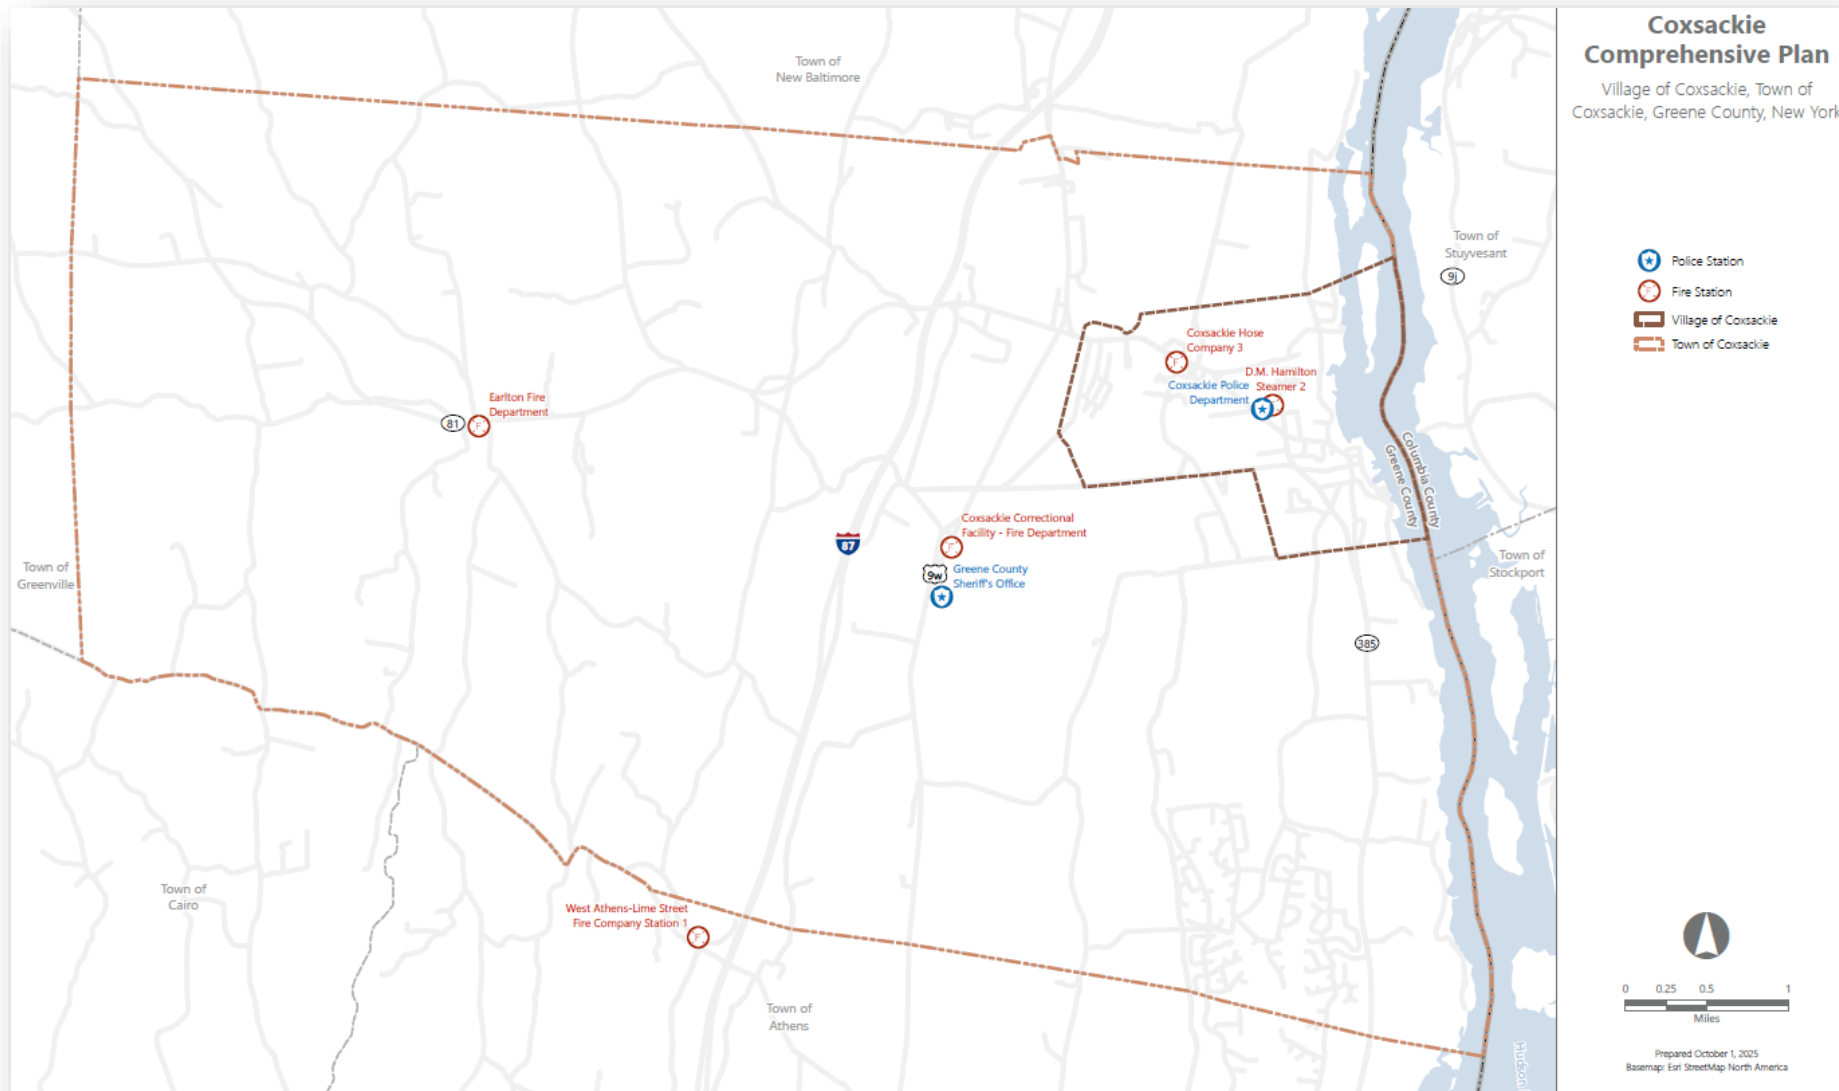 Coxsackie
Comprehensive Plan
Village of Coxsackie, Town of
Coxsackie, Greene County, New York
Police Station
Fire Station
Village of Coxsackie
Town of Coxsackie
Town of
New Baltimore
Town of
Stuyvesant
9j
Coxsackie Hose
Company 3
F
D.M. Hamilton
Steamer 2
Coxsackie Police
Department
Earlton Fire
Department
81
F
Columbia County
Greene County
Coxsackie Correctional
Facility - Fire Department
F
87
9w
Greene County
Sheriff's Office
Town of
Greenville
Town of
Stockport
385
Town of
Cairo
West Athens-Lime Street
Fire Company Station 1
F
Town of
Athens
Hudson
0 0.25 0.5 1
Miles
Prepared October 1, 2025
Basemap: Esri StreetMap North America